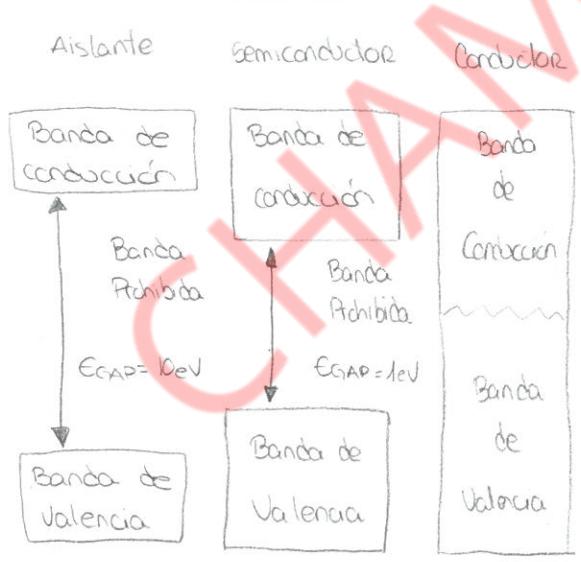 Aislante
Semiconductor
Conductor
Banda de
conducción
Banda
Prohibida
EGAP=10eV
Banda de
Valencia
Banda de
conducción
Banda
Prohibida
EGAP=1eV
Banda de
Valencia
Banda
de
Conducción
Banda
de
Valencia
CHAM